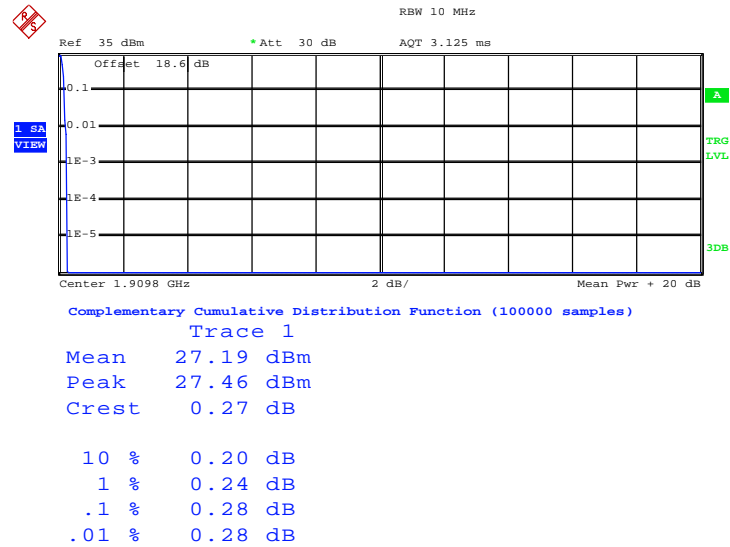 R&S
RBW 10 MHz
Ref 35 dBm *Att 30 dB AQT 3.125 ms
Offset 18.6 dB
0.1
A
0.01
1 SA
VIEW
TRG
LVL
1E-3
1E-4
1E-5
3DB
Center 1.9098 GHz 2 dB/ Mean Pwr + 20 dB
Complementary Cumulative Distribution Function (100000 samples)
Trace 1
Mean 27.19 dBm
Peak 27.46 dBm
Crest 0.27 dB
10 % 0.20 dB
1 % 0.24 dB
.1 % 0.28 dB
.01 % 0.28 dB